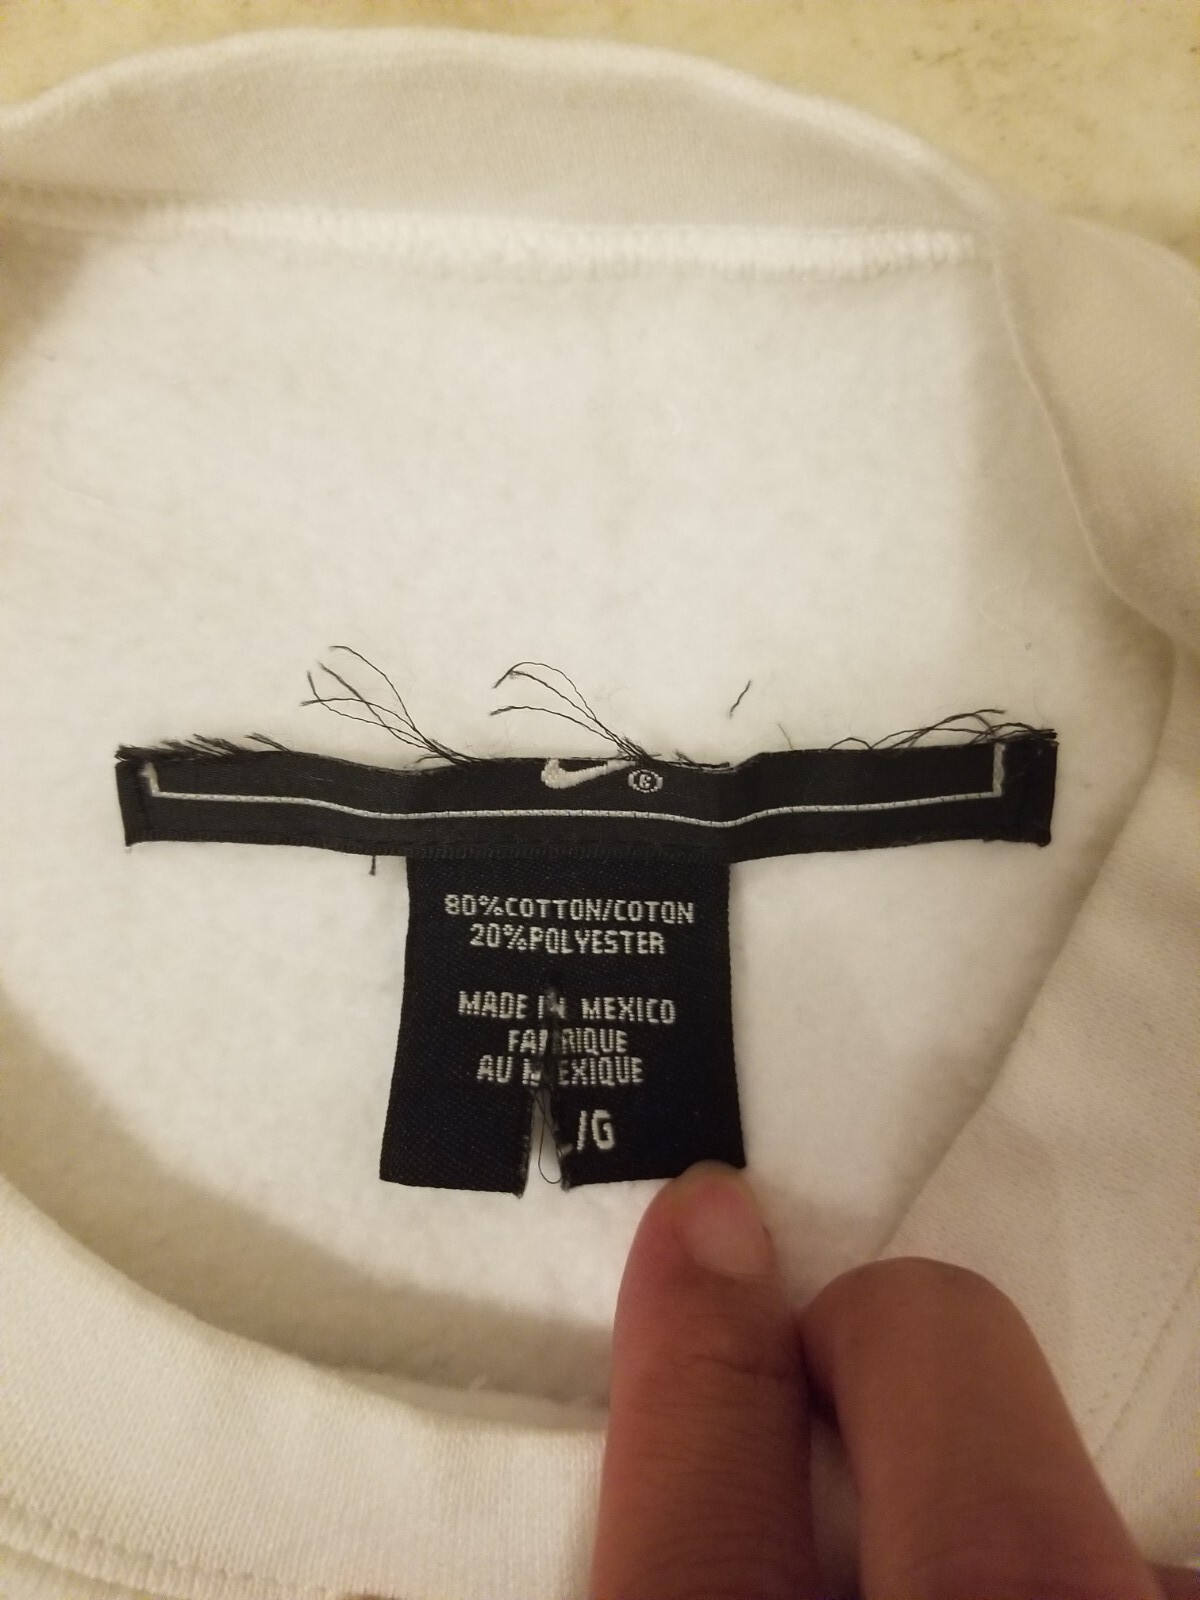 ®
80%COTTON/COTON
20%POLYESTER
MADE IN MEXICO
FABRIQUE
AU MEXIQUE
/G